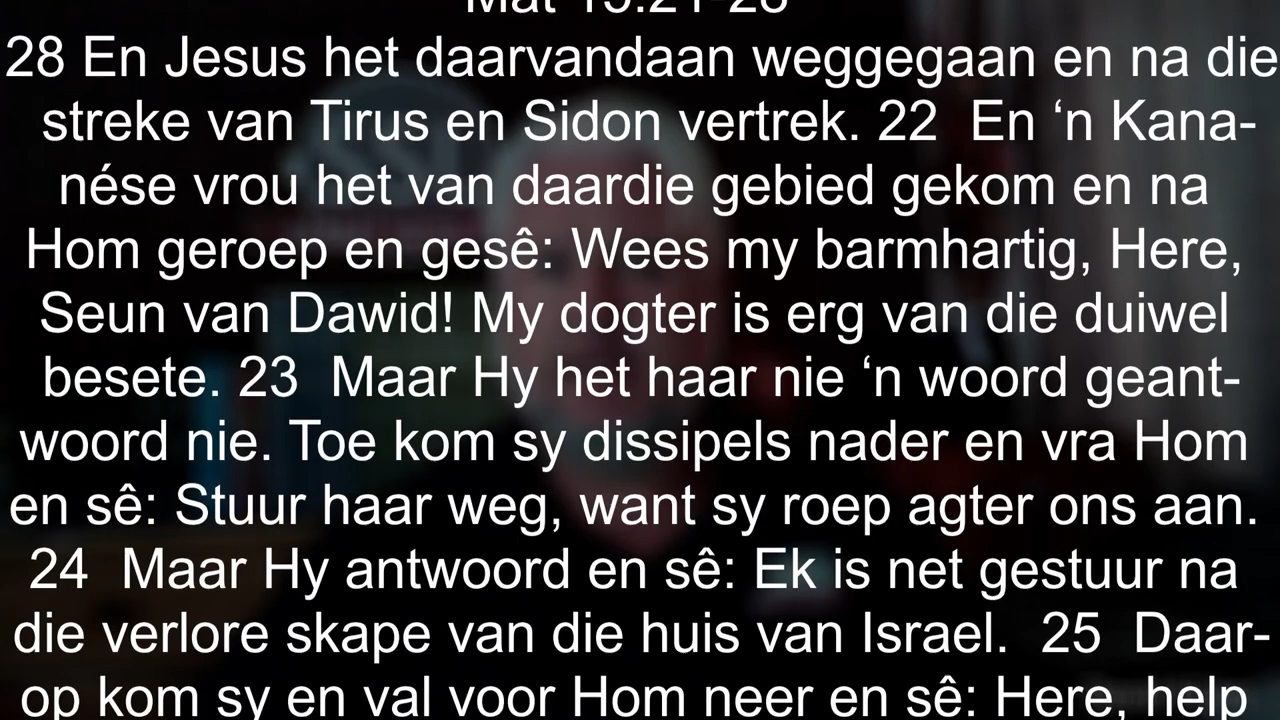 Mat 15:21-28
28 En Jesus het daarvandaan weggegaan en na die
streke van Tirus en Sidon vertrek. 22  En ‘n Kana-
nése vrou het van daardie gebied gekom en na
Hom geroep en gesê: Wees my barmhartig, Here,
Seun van Dawid! My dogter is erg van die duiwel
besete. 23  Maar Hy het haar nie ‘n woord geant-
woord nie. Toe kom sy dissipels nader en vra Hom
en sê: Stuur haar weg, want sy roep agter ons aan.
24  Maar Hy antwoord en sê: Ek is net gestuur na
die verlore skape van die huis van Israel.  25  Daar-
op kom sy en val voor Hom neer en sê: Here, help